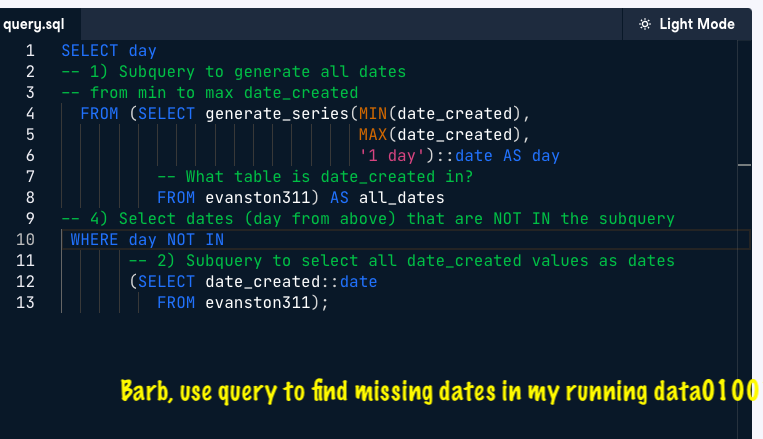 query.sql
Light Mode
1 SELECT day
2 -- 1) Subquery to generate all dates
3 -- from min to max date_created
4 FROM (SELECT generate_series(MIN(date_created),
5 MAX(date_created),
6 '1 day')::date AS day
7 -- What table is date_created in?
8 FROM evanston311) AS all_dates
9 -- 4) Select dates (day from above) that are NOT IN the subquery
10 WHERE day NOT IN
11 -- 2) Subquery to select all date_created values as dates
12 (SELECT date_created::date
13 FROM evanston311);
Barb, use query to find missing dates in my running data0100